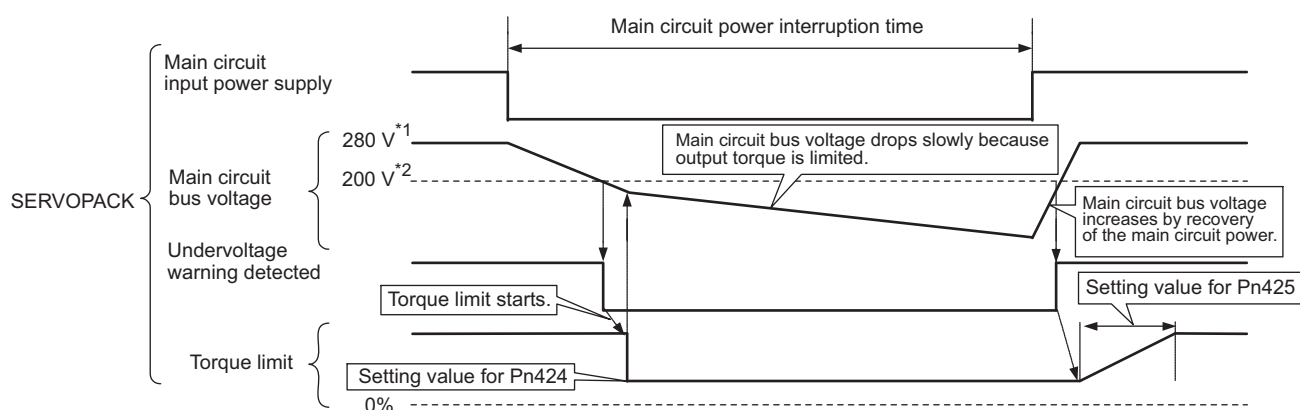 Main circuit power interruption time
Main circuit
input power supply
280 V*1
Main circuit bus voltage drops slowly because
output torque is limited.
200 V*2
Main circuit
bus voltage
SERVOPACK
Main circuit bus voltage
increases by recovery
of the main circuit power.
Undervoltage
warning detected
Torque limit starts.
Setting value for Pn425
Torque limit
Setting value for Pn424
0%